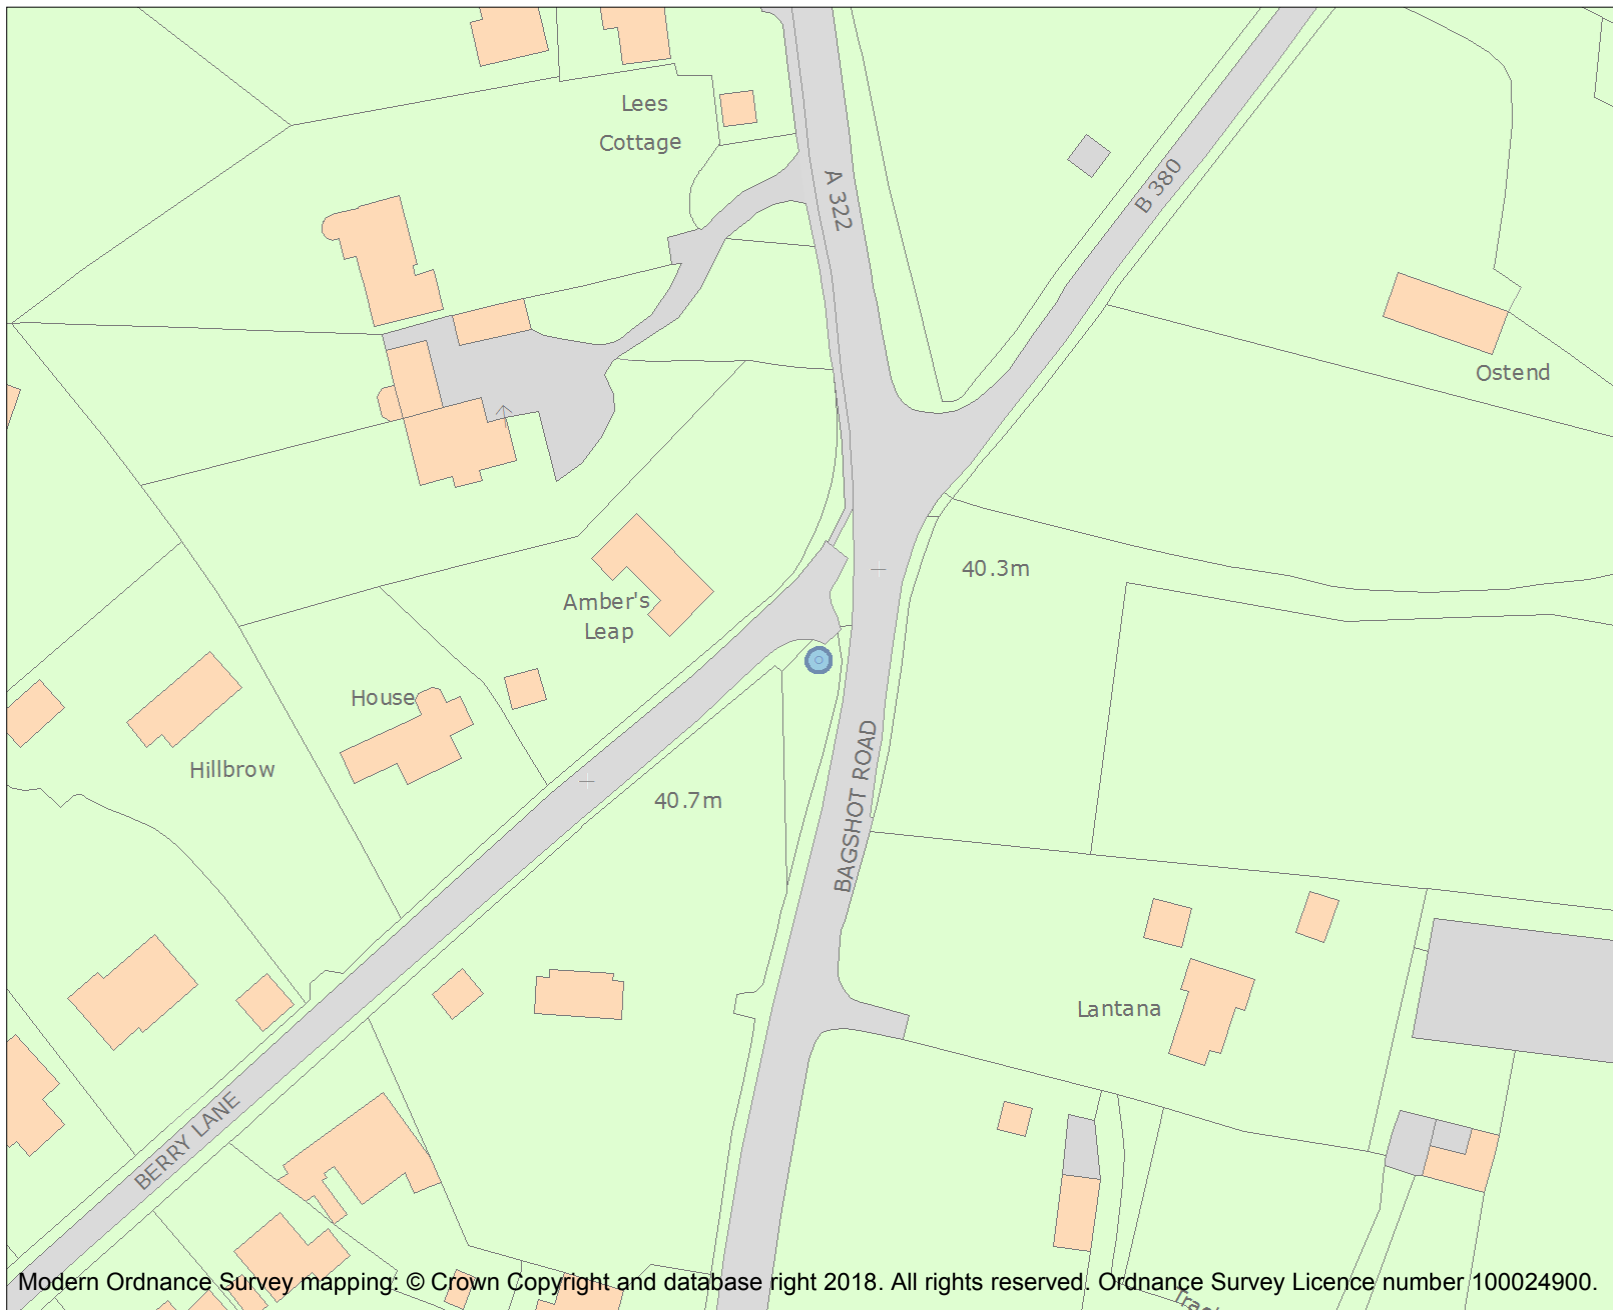 Lees
Cottage
A 322
B 380
Ostend
40.3m
Amber's
Leap
House
Hillbrow
40.7m
BAGSHOT ROAD
Lantana
BERRY LANE
Modern Ordnance Survey mapping: © Crown Copyright and database right 2018. All rights reserved. Ordnance Survey Licence number 100024900.